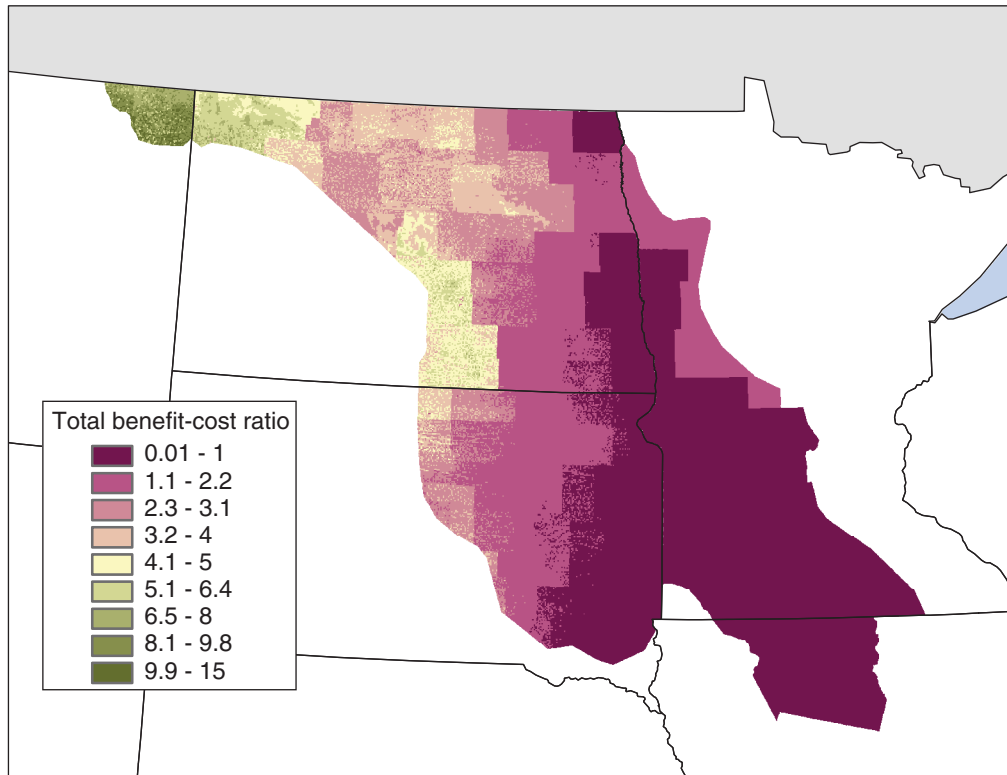 Total benefit-cost ratio
0.01 - 1
1.1 - 2.2
2.3 - 3.1
3.2 - 4
4.1 - 5
5.1 - 6.4
6.5 - 8
8.1 - 9.8
9.9 - 15